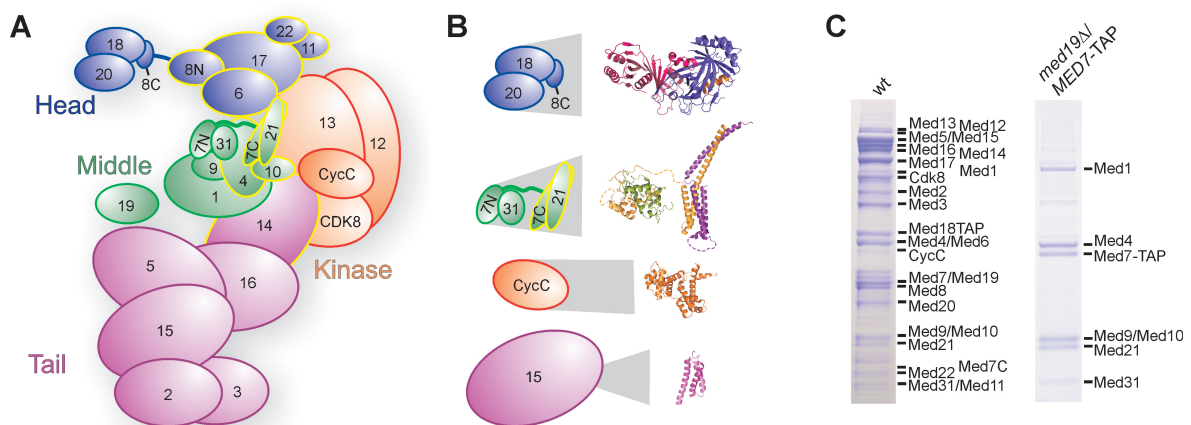 A
18
20
8C
8N
17
22
11
6
Head
13
12
7N
31
7C
21
9
4
10
1
Middle
19
CycC
CDK8
14
Kinase
5
16
15
Tail
2
3
B
18
20
8C
7N
31
7C
21
CycC
15
C
wt
Med13 Med12
Med5/Med15
Med16 Med14
Med17 Med1
Cdk8
Med2
Med3
Med18TAP
Med4/Med6
CycC
Med7/Med19
Med8
Med20
Med9/Med10
Med21
Med22 Med7C
Med31/Med11
med19Δ/
MED7-TAP
Med1
Med4
Med7-TAP
Med9/Med10
Med21
Med31